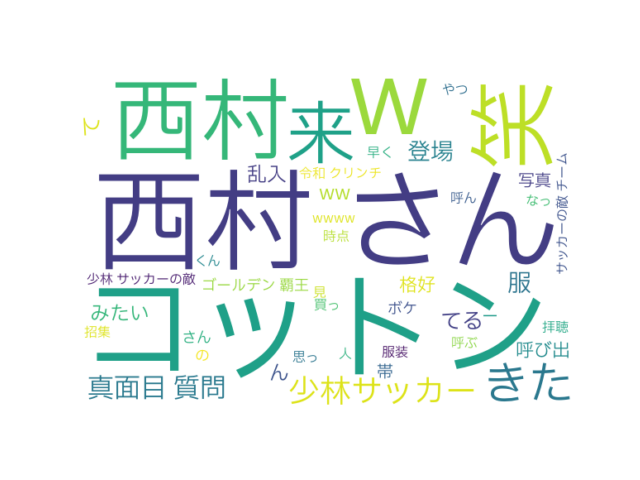 西村 来 W 笑
やつ
て
早く 登場
乱入 令和 クリンチ 写真
ww 呼ん なっ
西村 さん
wwww
時点
サッカーの敵 チーム
くん
少林 サッカーの敵 ゴールデン 覇王 格好 服
コットン
見
買っ
みたい ボケ てる ー
招集 さん 拝聴
の 思っ 人 服装 呼ぶ 呼び出
ん 帯
真面目 質問 少林サッカー きた